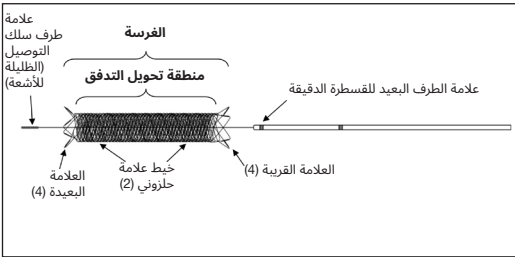 علامة
طرف سلك
التوصيل
(الظليلة
للأشعة)
الغرسة
منطقة تحويل التدفق
علامة الطرف البعيد للقسطرة الدقيقة
العلامة
البعيدة (4)
خيط علامة
حلزوني (2)
العلامة القريبة (4)